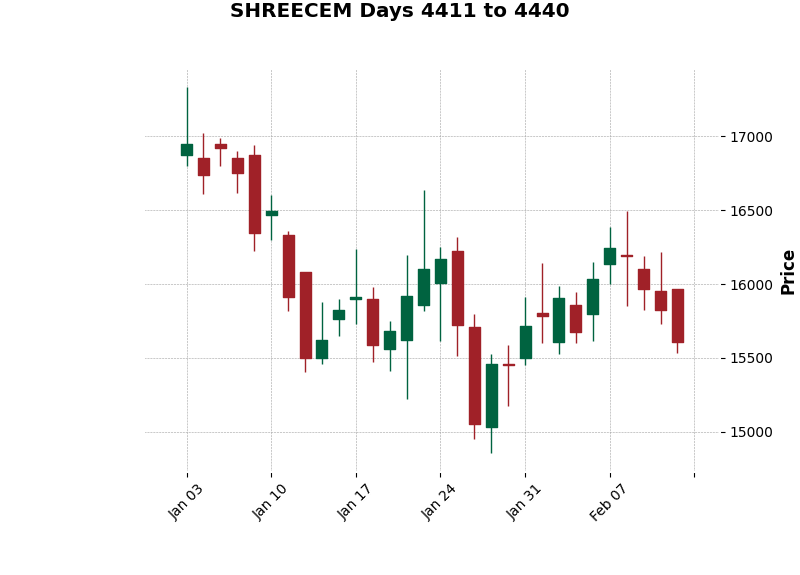 SHREECEM Days 4411 to 4440
17000
16500
16000
15500
15000
Price
Jan 03
Jan 10
Jan 17
Jan 24
Jan 31
Feb 07